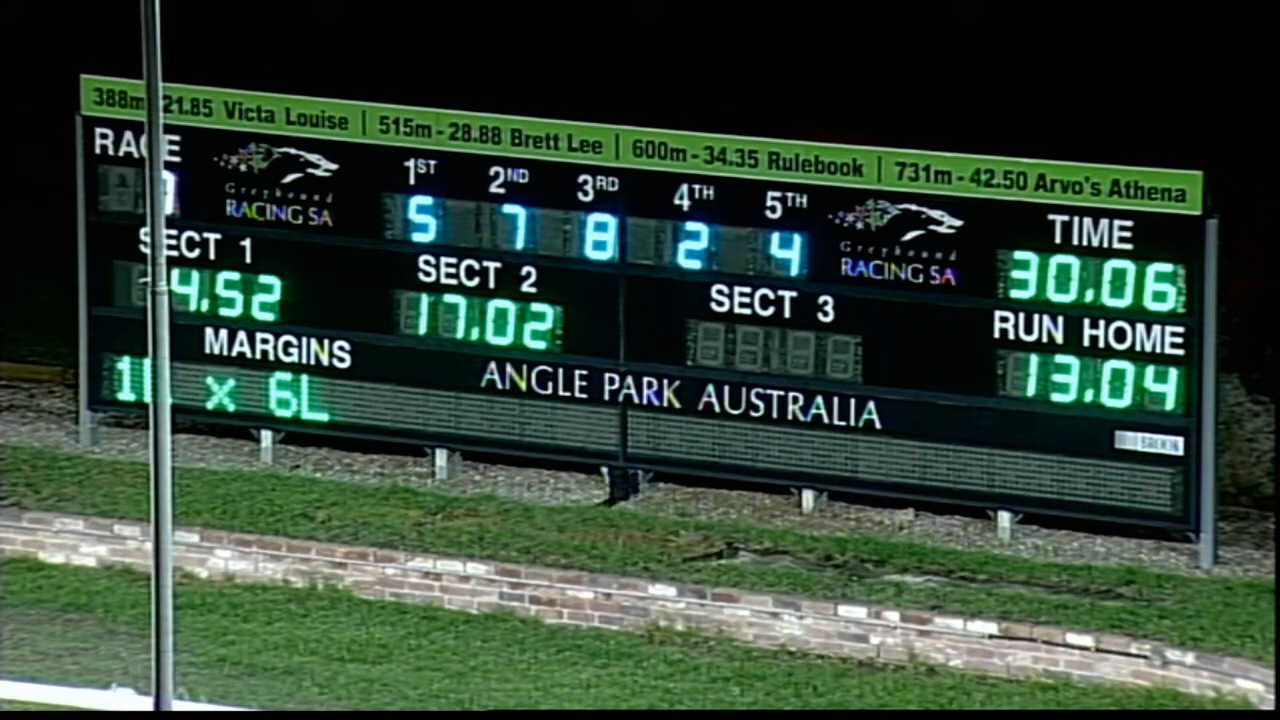 388m 21.85 Victa Louise | 515m - 28.88 Brett Lee | 600m - 34.35 Rulebook | 731m - 42.50 Arvo's Athena
RACE
Greyhound
RACING SA
1ST 2ND 3RD 4TH 5TH
5 7 8 2 4
Greyhound
RACING SA
TIME
30.06
SECT 1
4.52
SECT 2
17.02
SECT 3
RUN HOME
13.04
MARGINS
x 6L
ANGLE PARK AUSTRALIA